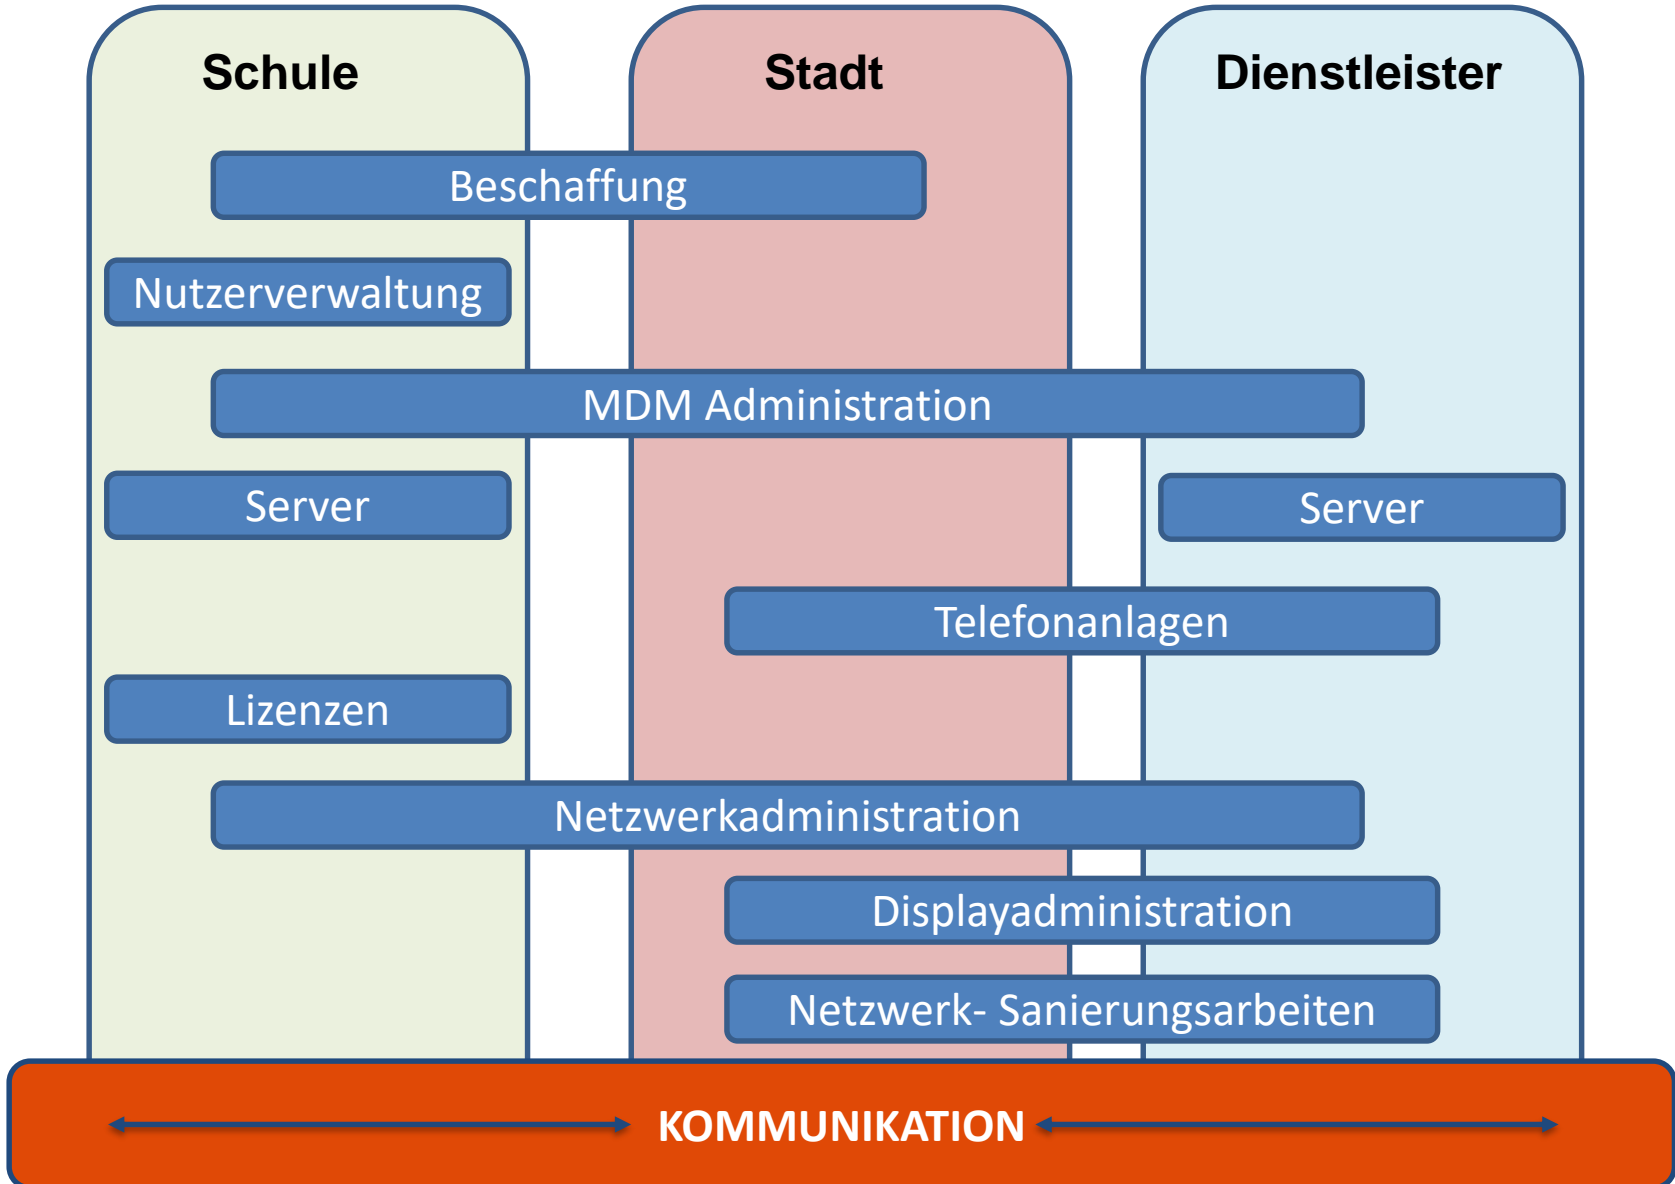 Schule
Stadt
Dienstleister
Beschaffung
Nutzerverwaltung
MDM Administration
Server
Server
Telefonanlagen
Lizenzen
Netzwerkadministration
Displayadministration
Netzwerk- Sanierungsarbeiten
KOMMUNIKATION